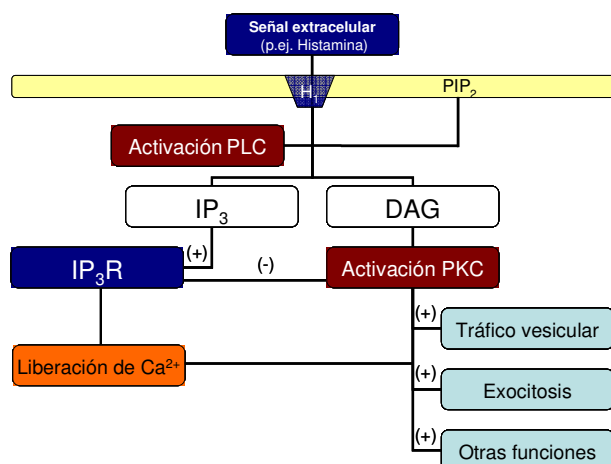 Señal extracelular
(p.ej. Histamina)
H₁
PIP₂
Activación PLC
IP₃
DAG
(+)
IP₃R
(-)
Activación PKC
(+)
Tráfico vesicular
Liberación de Ca²⁺
(+)
Exocitosis
(+)
Otras funciones